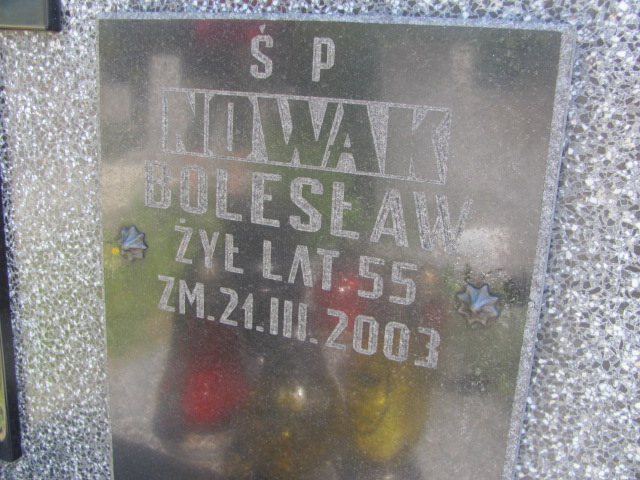 Ś P
NOWAK
BOLESŁAW
ŻYŁ LAT 55
ZM.21.III.2003